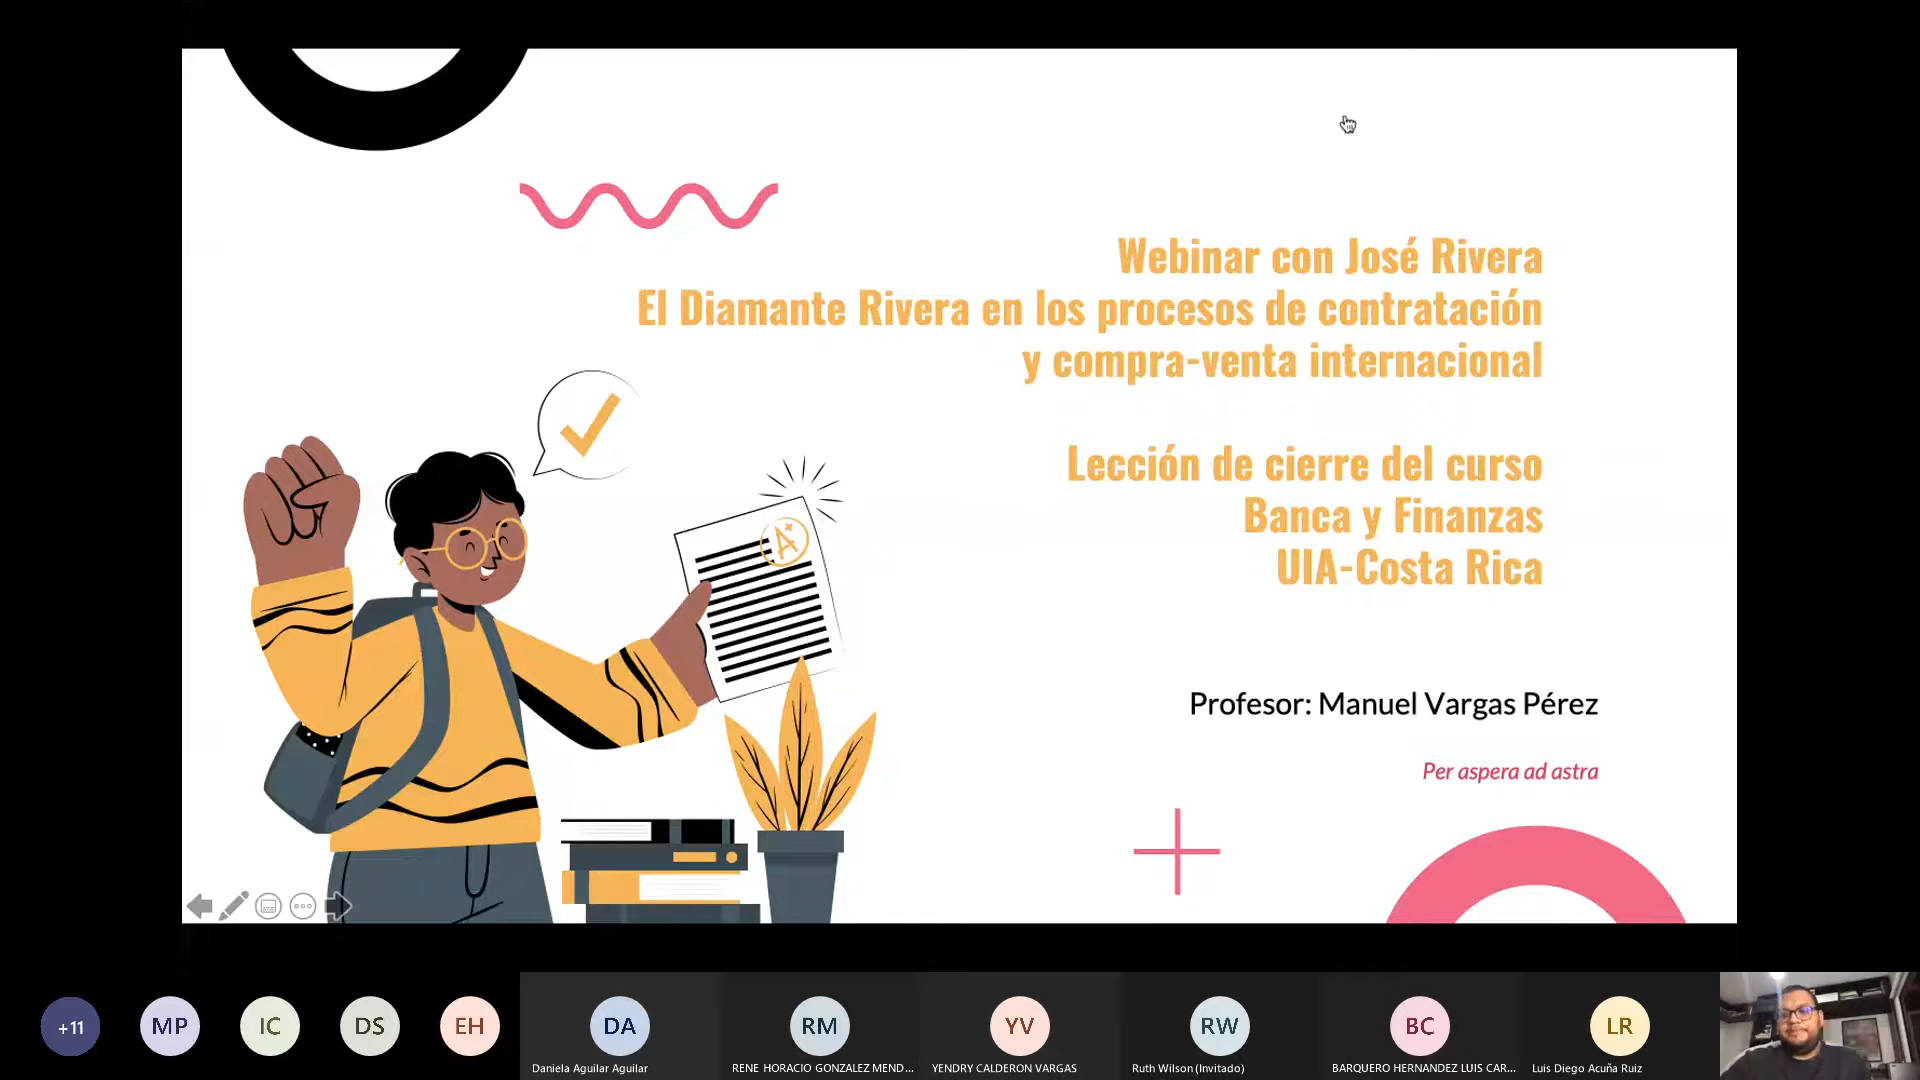 Webinar con José Rivera
El Diamante Rivera en los procesos de contratación
y compra-venta internacional
Lección de cierre del curso
Banca y Finanzas
UIA-Costa Rica
A+
Profesor: Manuel Vargas Pérez
Per aspera ad astra
+11
MP
IC
DS
EH
DA
RM
YV
RW
BC
LR
Daniela Aguilar Aguilar
RENE HORACIO GONZALEZ MEND...
YENDRY CALDERON VARGAS
Ruth Wilson (Invitado)
BARQUERO HERNANDEZ LUIS CAR...
Luis Diego Acuña Ruiz